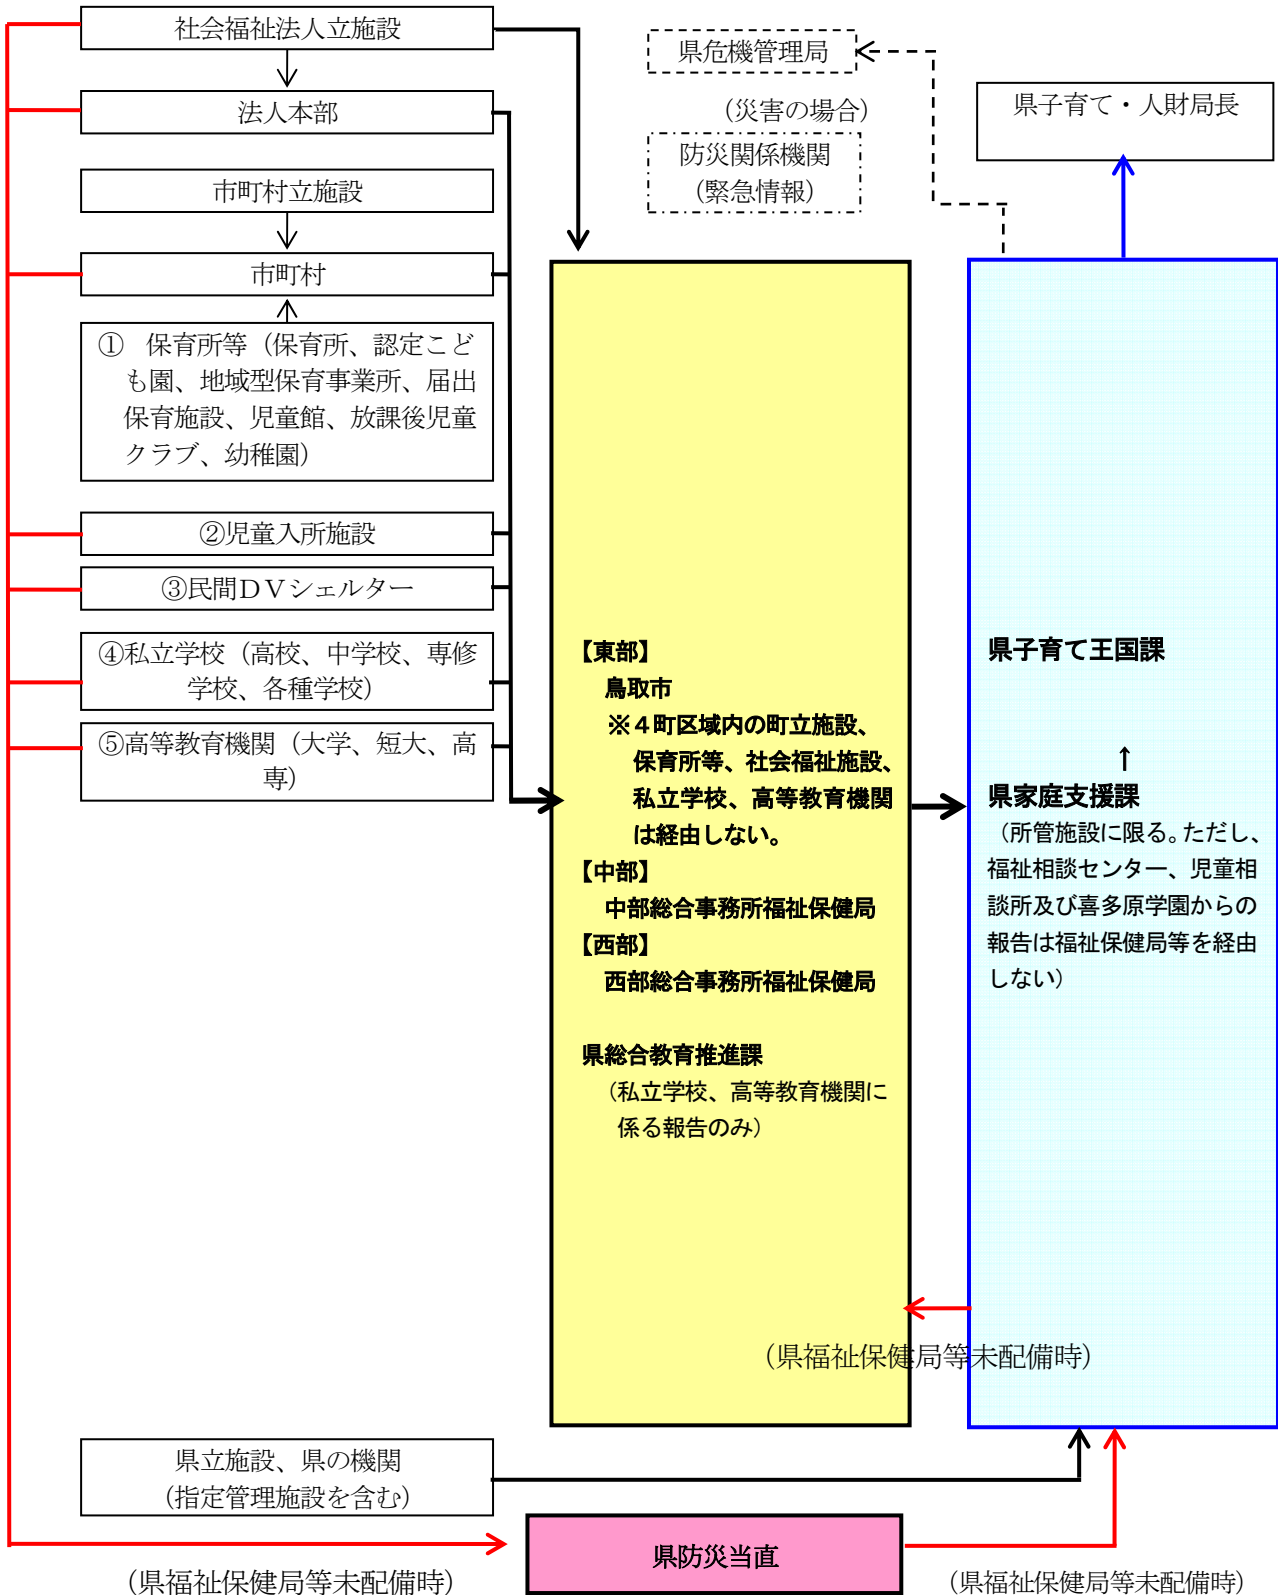 社会福祉法人立施設
法人本部
市町村立施設
市町村
①　保育所等（保育所、認定こど
も園、地域型保育事業所、届出
保育施設、児童館、放課後児童
クラブ、幼稚園）
②児童入所施設
③民間ＤＶシェルター
④私立学校（高校、中学校、専修
学校、各種学校）
⑤高等教育機関（大学、短大、高
専）
県危機管理局
（災害の場合）
防災関係機関
（緊急情報）
県子育て・人財局長
【東部】
鳥取市
※４町区域内の町立施設、
保育所等、社会福祉施設、
私立学校、高等教育機関
は経由しない。
【中部】
中部総合事務所福祉保健局
【西部】
西部総合事務所福祉保健局
県総合教育推進課
（私立学校、高等教育機関に
係る報告のみ）
県子育て王国課
↑
県家庭支援課
（所管施設に限る。ただし、
福祉相談センター、児童相
談所及び喜多原学園からの
報告は福祉保健局等を経由
しない）
（県福祉保健局等未配備時）
県立施設、県の機関
（指定管理施設を含む）
県防災当直
（県福祉保健局等未配備時）
（県福祉保健局等未配備時）